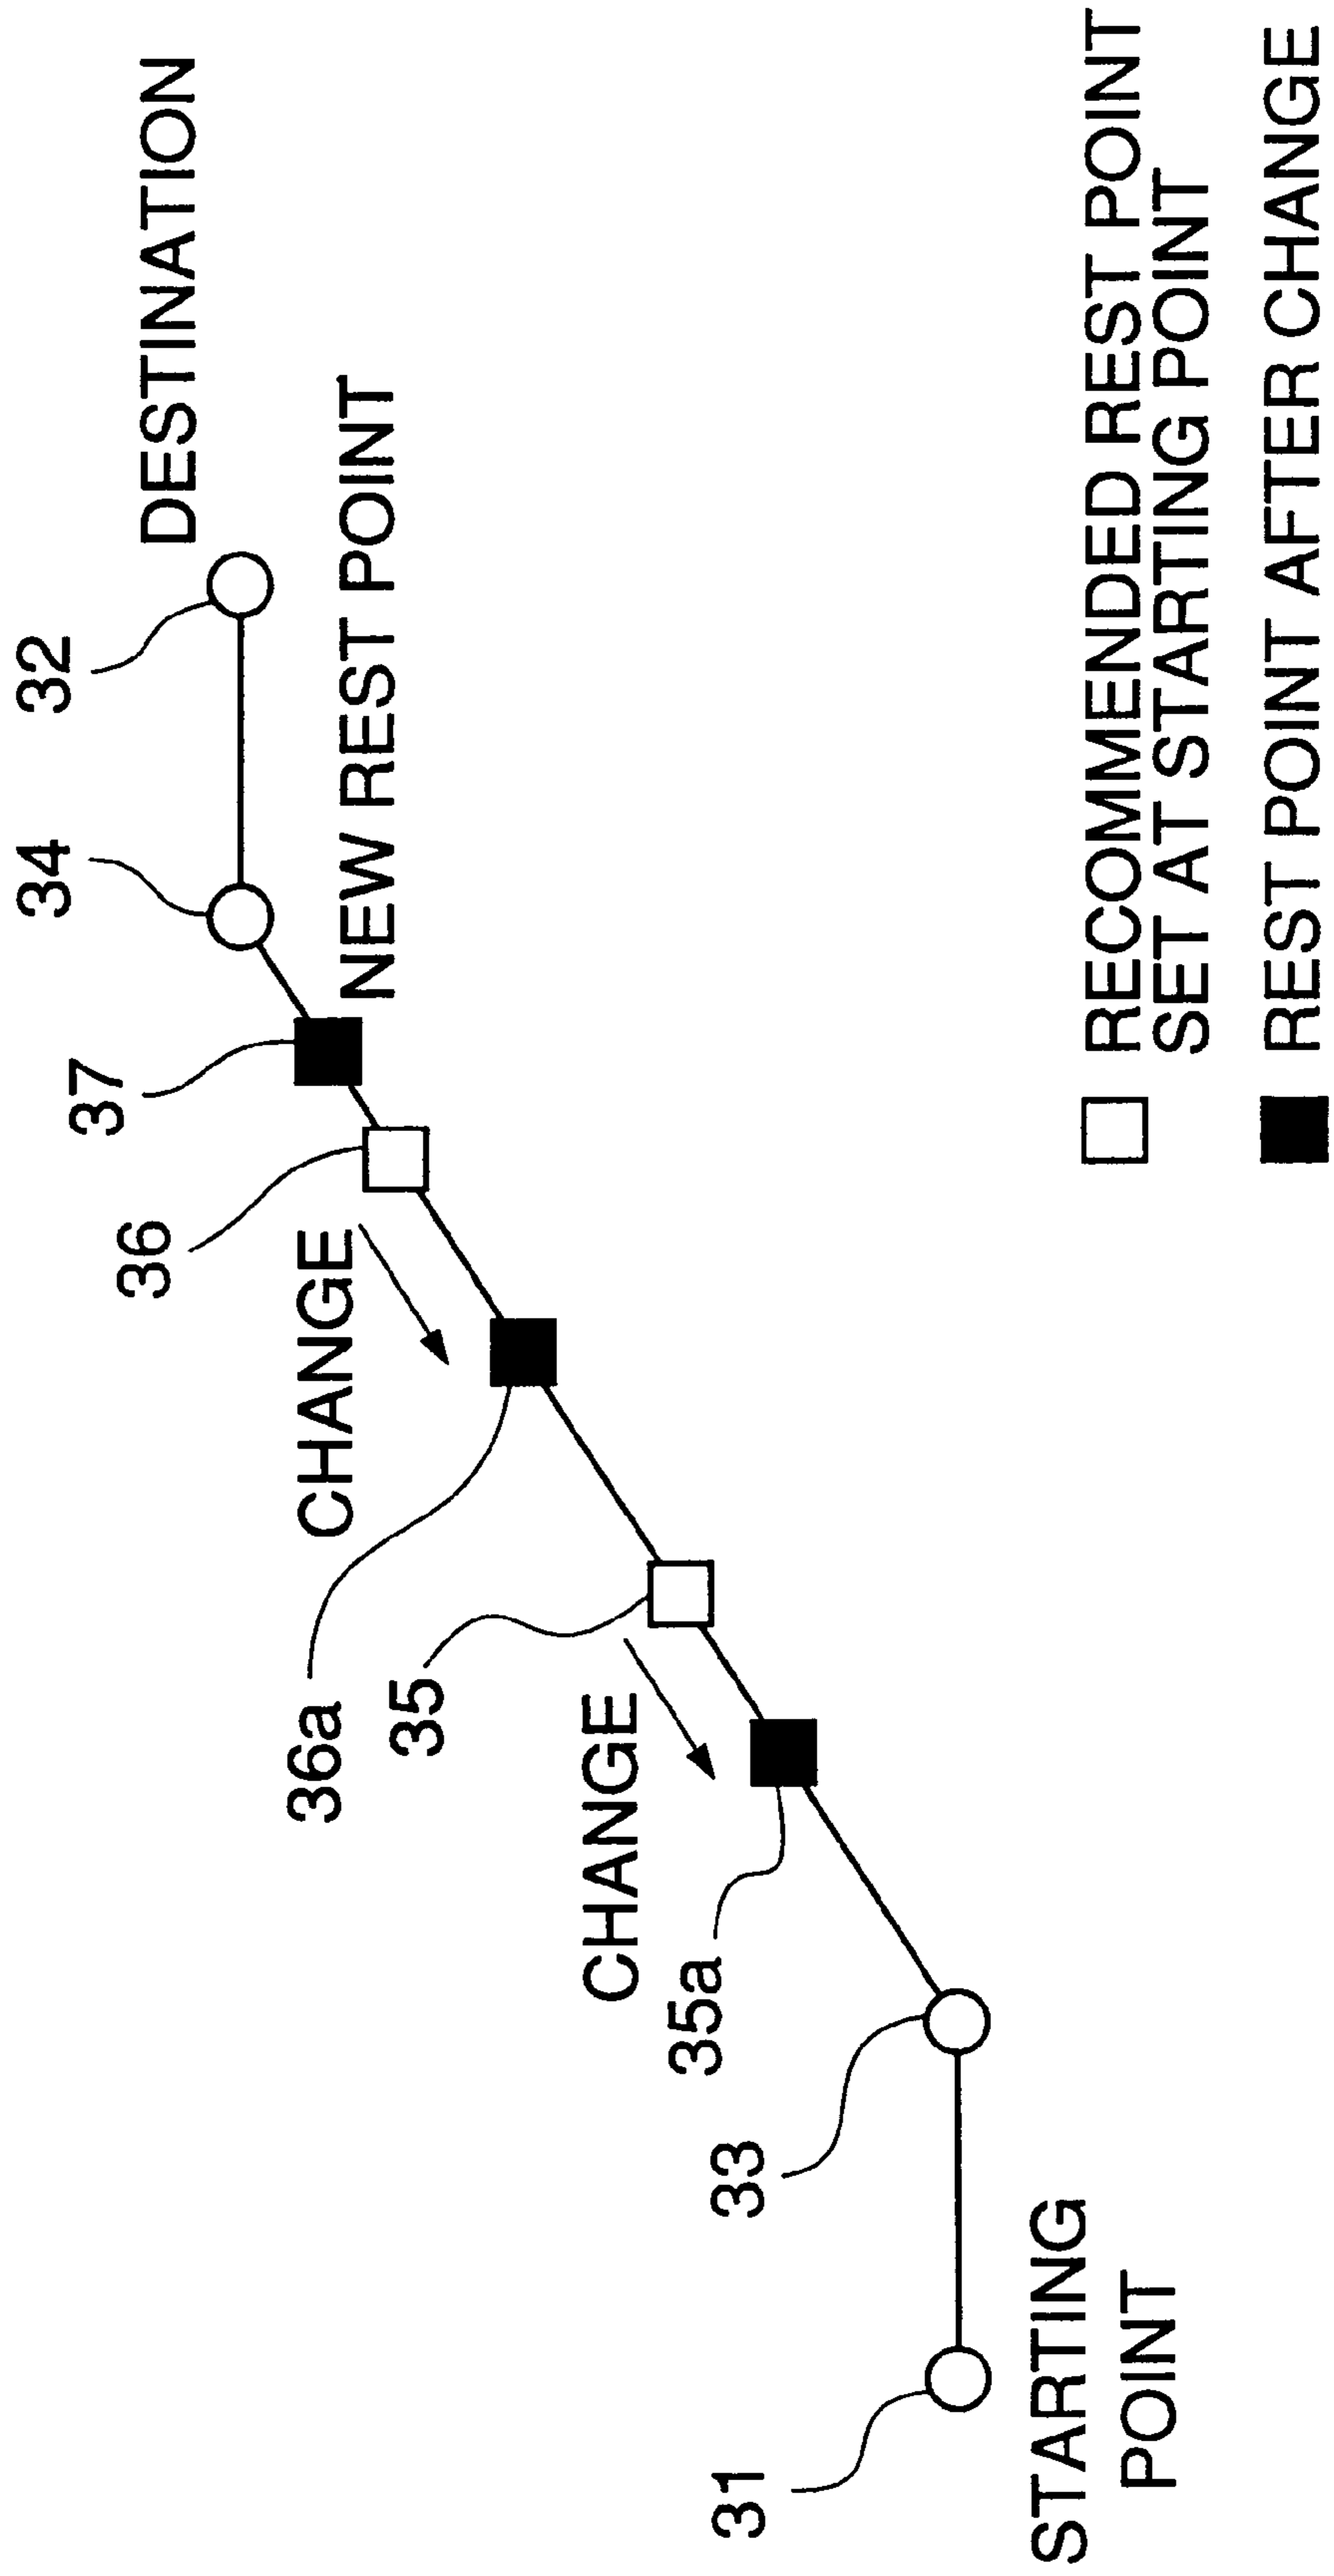 32
DESTINATION
34
37
NEW REST POINT
36
CHANGE
36a
35
CHANGE
35a
33
31
STARTING
POINT
RECOMMENDED REST POINT
SET AT STARTING POINT
REST POINT AFTER CHANGE